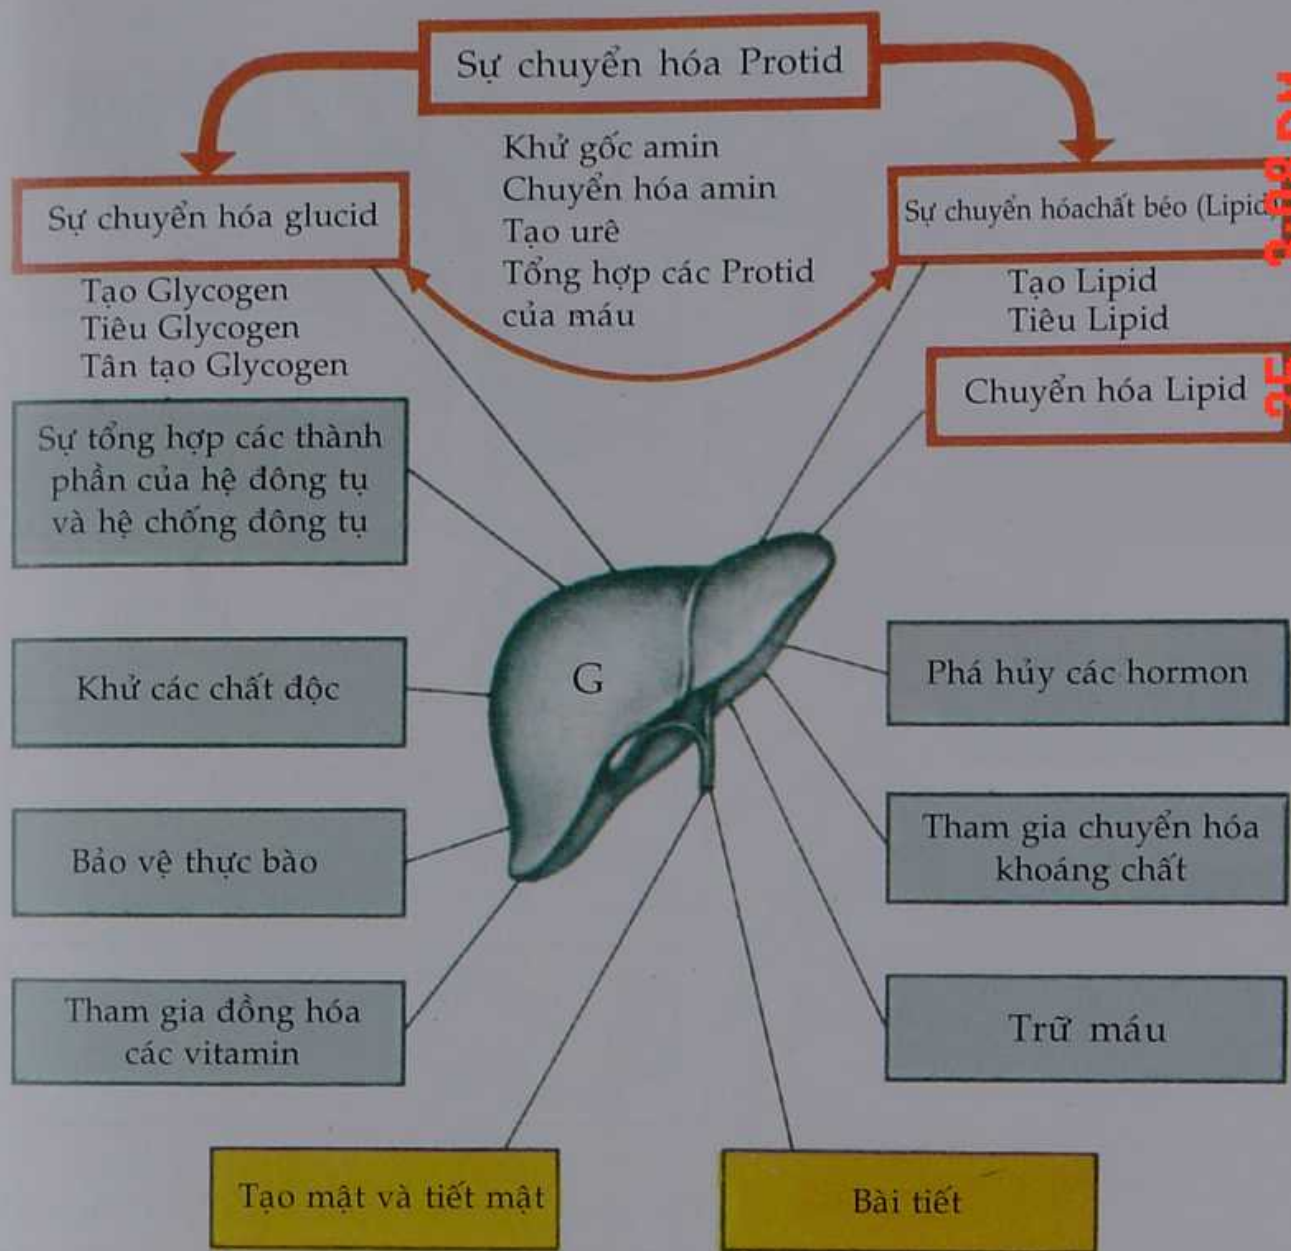 Sự chuyển hóa Protid
Khử gốc amin
Chuyển hóa amin
Tạo urê
Tổng hợp các Protid
của máu
Sự chuyển hóa glucid
Tạo Glycogen
Tiêu Glycogen
Tân tạo Glycogen
Sự chuyển hóachất béo (Lipid)
Tạo Lipid
Tiêu Lipid
Chuyển hóa Lipid
Sự tổng hợp các thành
phần của hệ đông tụ
và hệ chống đông tụ
Khử các chất độc
Bảo vệ thực bào
Tham gia đồng hóa
các vitamin
G
Phá hủy các hormon
Tham gia chuyển hóa
khoáng chất
Trữ máu
Tạo mật và tiết mật
Bài tiết